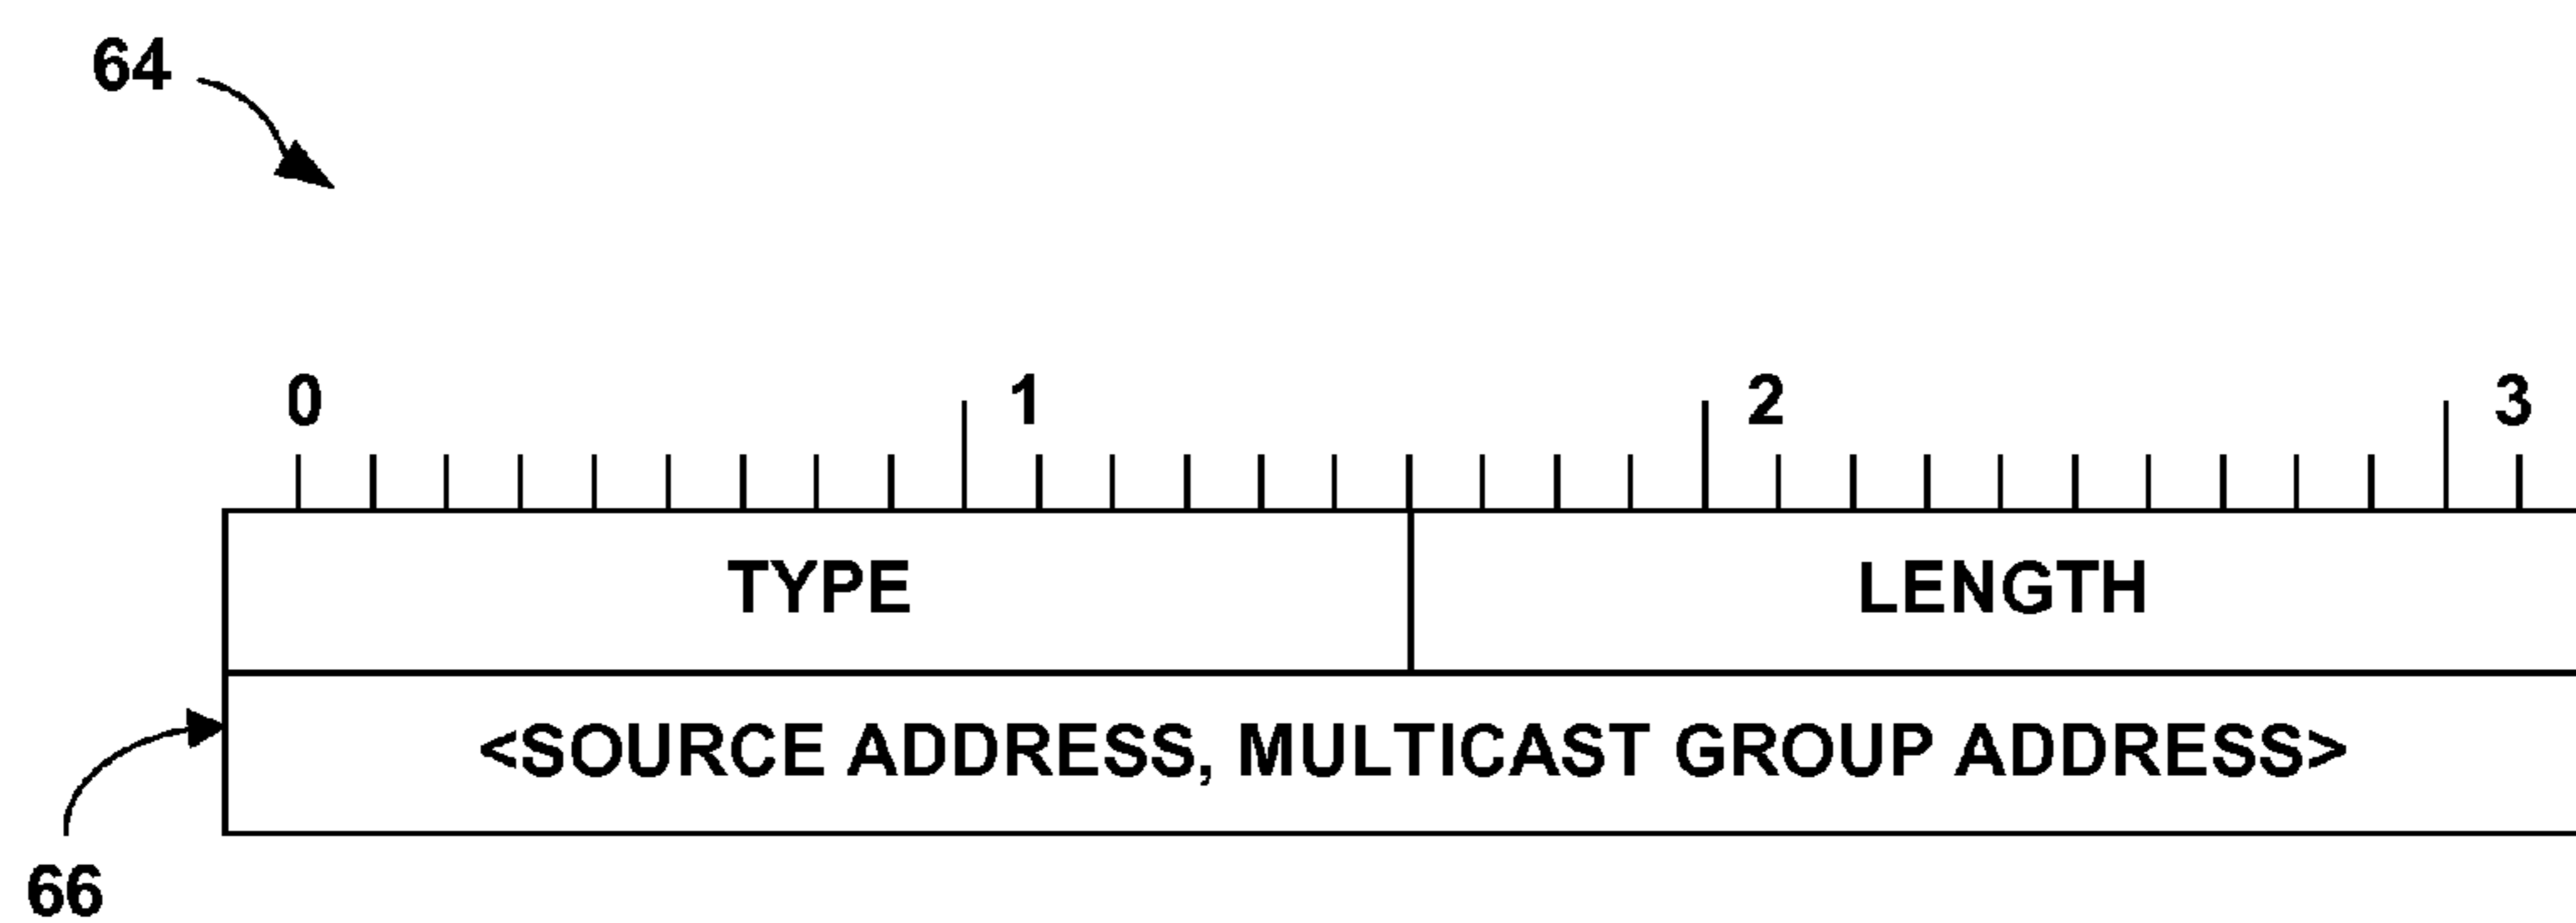 64
0 1 2 3
TYPE LENGTH
<SOURCE ADDRESS, MULTICAST GROUP ADDRESS>
66